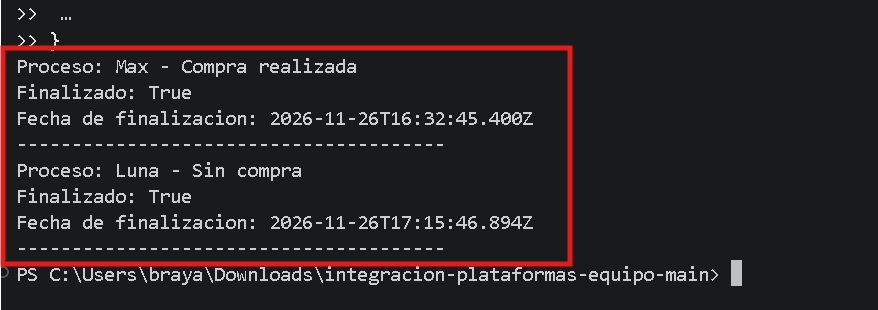 >>  …
>> }
Proceso: Max - Compra realizada
Finalizado: True
Fecha de finalizacion: 2026-11-26T16:32:45.400Z
---------------------------------------
Proceso: Luna - Sin compra
Finalizado: True
Fecha de finalizacion: 2026-11-26T17:15:46.894Z
---------------------------------------
PS C:\Users\braya\Downloads\integracion-plataformas-equipo-main>